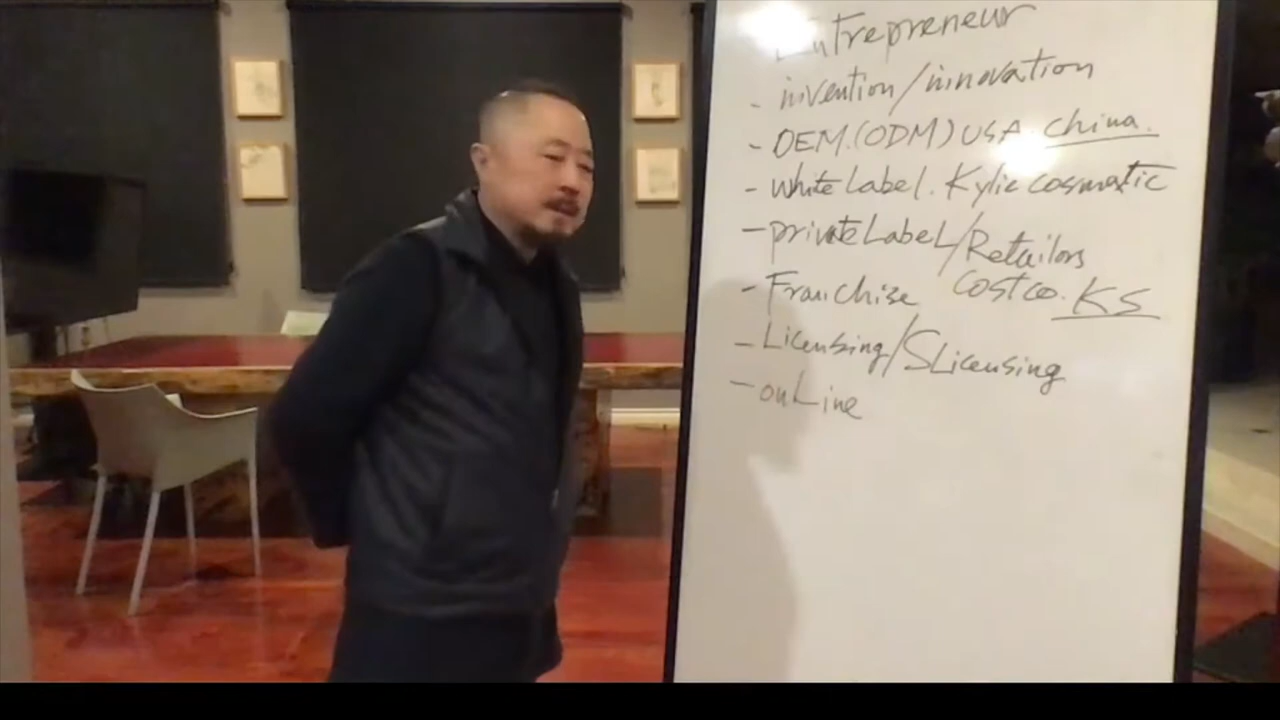 Entrepreneur
- invention/innovation
- OEM.(ODM) USA. China.
- white Label. Kylie Cosmatic
- private Label/Retailors
- Franchise Costco. KS
- Licensing/SLicensing
- onLine